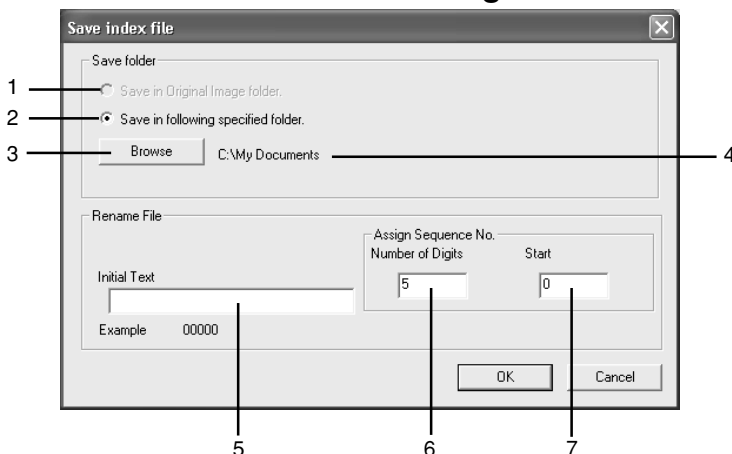 Save index file
Save folder
1
Save in Original Image folder.
2
Save in following specified folder.
3
Browse
C:\My Documents
4
Rename File
Assign Sequence No.
Number of Digits
Start
5
0
Initial Text
Example 00000
OK
Cancel
5
6
7